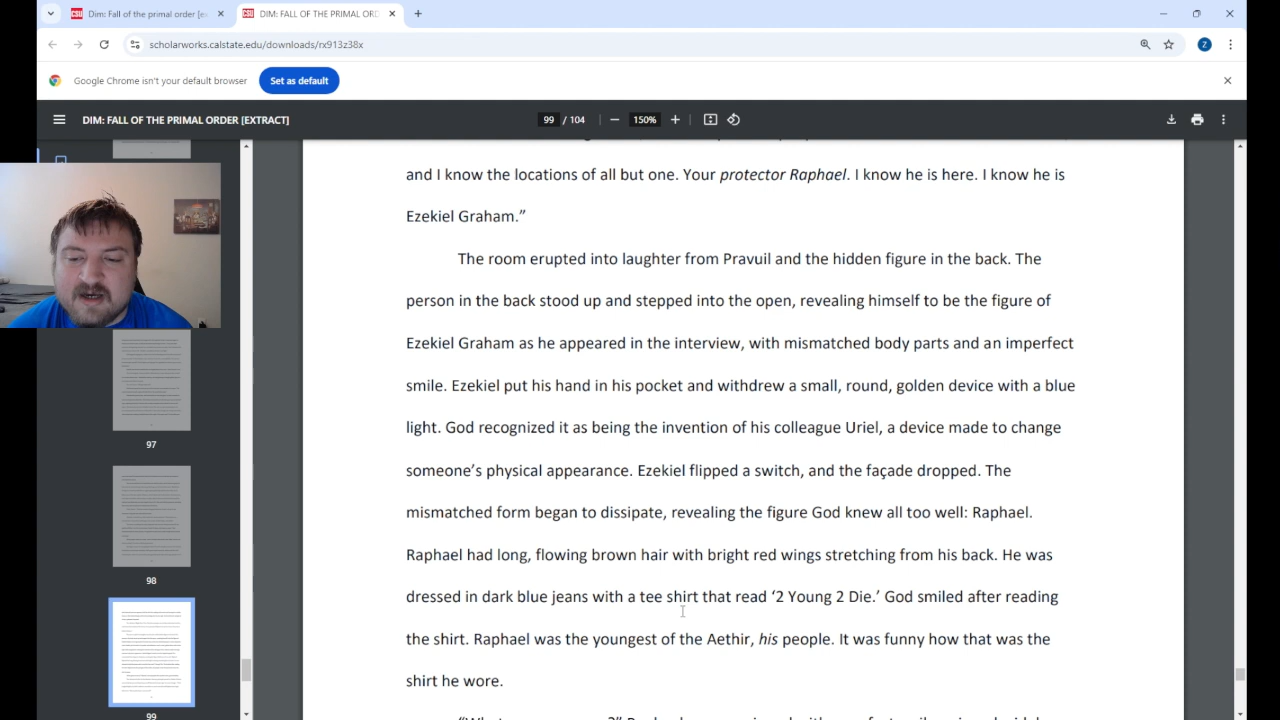 DIM: Fall of the primal order [ex
DIM: FALL OF THE PRIMAL ORD
scholarworks.calstate.edu/downloads/rx913z38x
Z
Google Chrome isn't your default browser
Set as default
DIM: FALL OF THE PRIMAL ORDER [EXTRACT]
99 / 104
150%
and I know the locations of all but one. Your protector Raphael. I know he is here. I know he is
Ezekiel Graham.”
The room erupted into laughter from Pravuil and the hidden figure in the back. The
person in the back stood up and stepped into the open, revealing himself to be the figure of
Ezekiel Graham as he appeared in the interview, with mismatched body parts and an imperfect
smile. Ezekiel put his hand in his pocket and withdrew a small, round, golden device with a blue
light. God recognized it as being the invention of his colleague Uriel, a device made to change
someone’s physical appearance. Ezekiel flipped a switch, and the façade dropped. The
mismatched form began to dissipate, revealing the figure God knew all too well: Raphael.
Raphael had long, flowing brown hair with bright red wings stretching from his back. He was
dressed in dark blue jeans with a tee shirt that read ‘2 Young 2 Die.’ God smiled after reading
the shirt. Raphael was the youngest of the Aethir, his people. It was funny how that was the
shirt he wore.
97
98
99